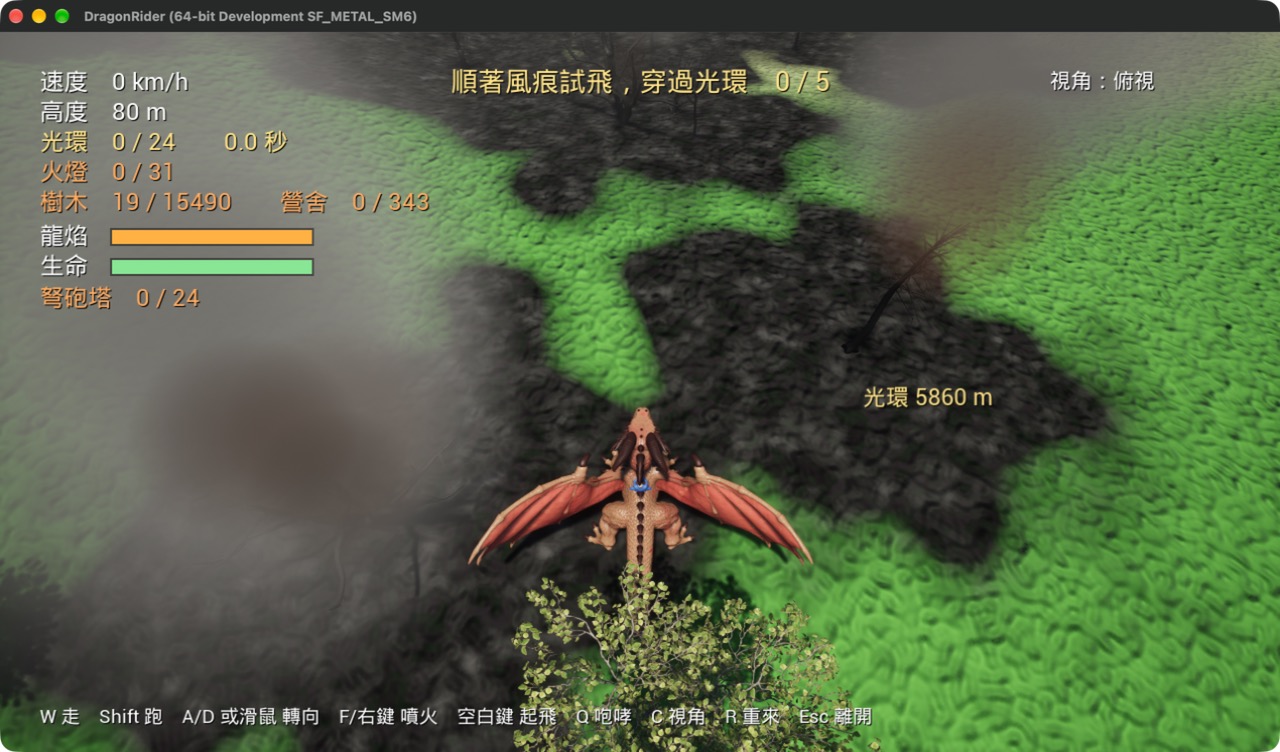 DragonRider (64-bit Development SF_METAL_SM6)
速度 0 km/h
高度 80 m
光環 0 / 24 0.0 秒
火燈 0 / 31
樹木 19 / 15490 營舍 0 / 343
龍焰
生命
弩砲塔 0 / 24
順著風痕試飛，穿過光環 0 / 5
視角：俯視
光環 5860 m
W 走 Shift 跑 A/D 或滑鼠 轉向 F/右鍵 噴火 空白鍵 起飛 Q 咆哮 C 視角 R 重來 Esc 離開